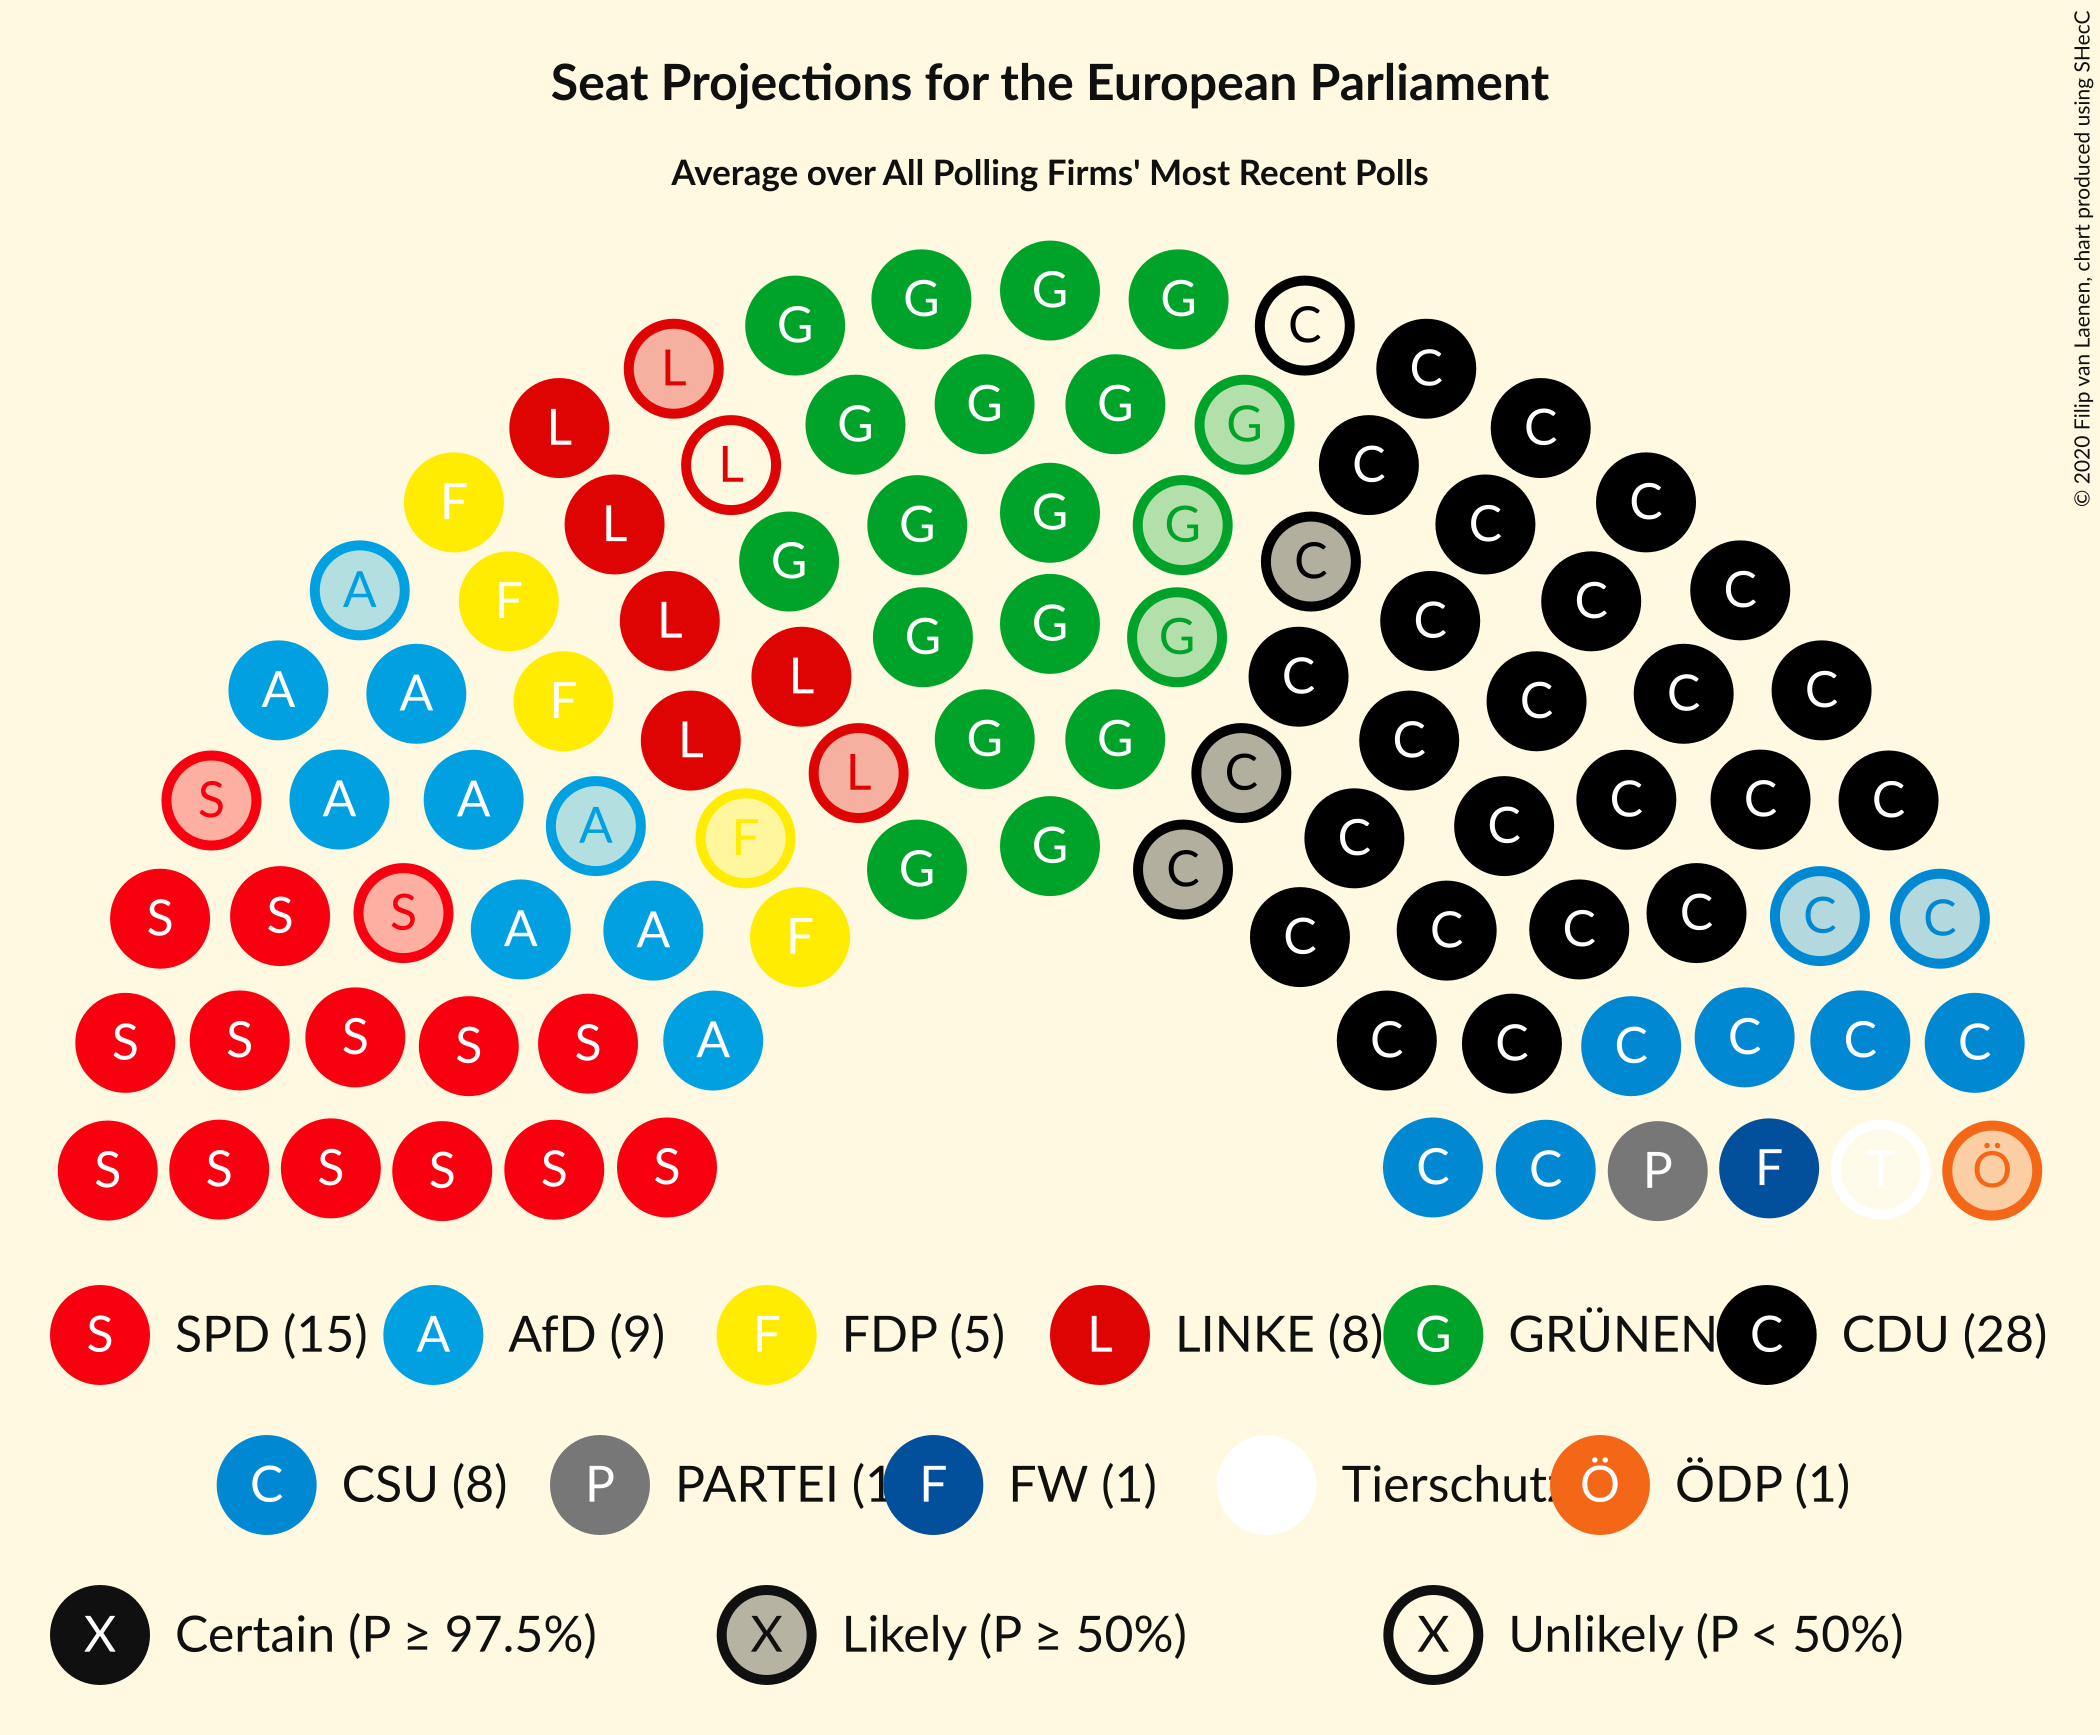 Seat Projections for the European Parliament
Average over All Polling Firms' Most Recent Polls
© 2020 Filip van Laenen, chart produced using SHecC
G G G G C
L G G G G C
L L G G G G C C C
F L G G G G C C C
A F L G G G C C C C
A A F L L G G C C C C C C
S A A A F L G G C C C C C C
S S S A A F C C C C C C
S S S S S A C C C C C C
S S S S S S C C P F T Ö
S SPD (15) A AfD (9) F FDP (5) L LINKE (8) G GRÜNEN C CDU (28)
C CSU (8) P PARTEI (1 F FW (1) Tierschutz Ö ÖDP (1)
X Certain (P ≥ 97.5%) X Likely (P ≥ 50%) X Unlikely (P < 50%)